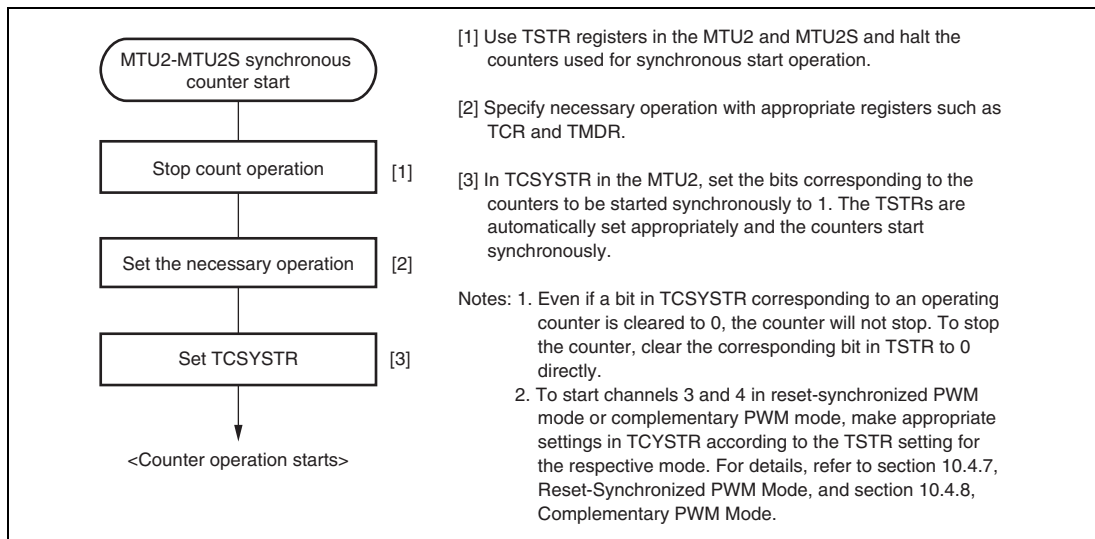 MTU2-MTU2S synchronous
counter start
Stop count operation
[1]
Set the necessary operation
[2]
Set TCSYSTR
[3]
<Counter operation starts>
[1] Use TSTR registers in the MTU2 and MTU2S and halt the
counters used for synchronous start operation.
[2] Specify necessary operation with appropriate registers such as
TCR and TMDR.
[3] In TCSYSTR in the MTU2, set the bits corresponding to the
counters to be started synchronously to 1. The TSTRs are
automatically set appropriately and the counters start
synchronously.
Notes: 1. Even if a bit in TCSYSTR corresponding to an operating
counter is cleared to 0, the counter will not stop. To stop
the counter, clear the corresponding bit in TSTR to 0
directly.
2. To start channels 3 and 4 in reset-synchronized PWM
mode or complementary PWM mode, make appropriate
settings in TCYSTR according to the TSTR setting for
the respective mode. For details, refer to section 10.4.7,
Reset-Synchronized PWM Mode, and section 10.4.8,
Complementary PWM Mode.